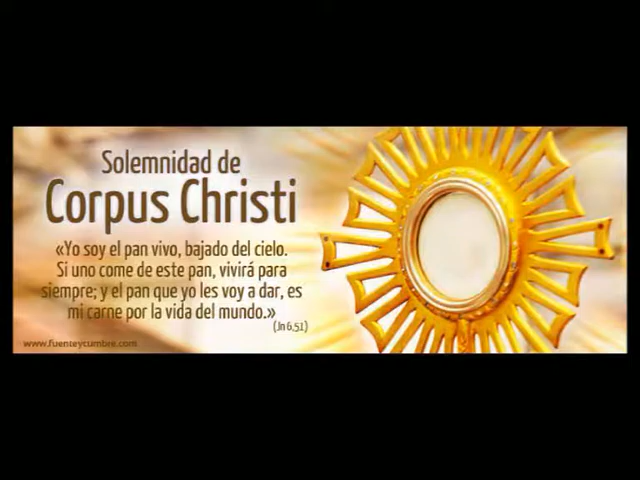 Solemnidad de
Corpus Christi
«Yo soy el pan vivo, bajado del cielo.
Si uno come de este pan, vivirá para
siempre; y el pan que yo les voy a dar, es
mi carne por la vida del mundo.»
(Jn 6,51)
www.fuenteycumbre.com